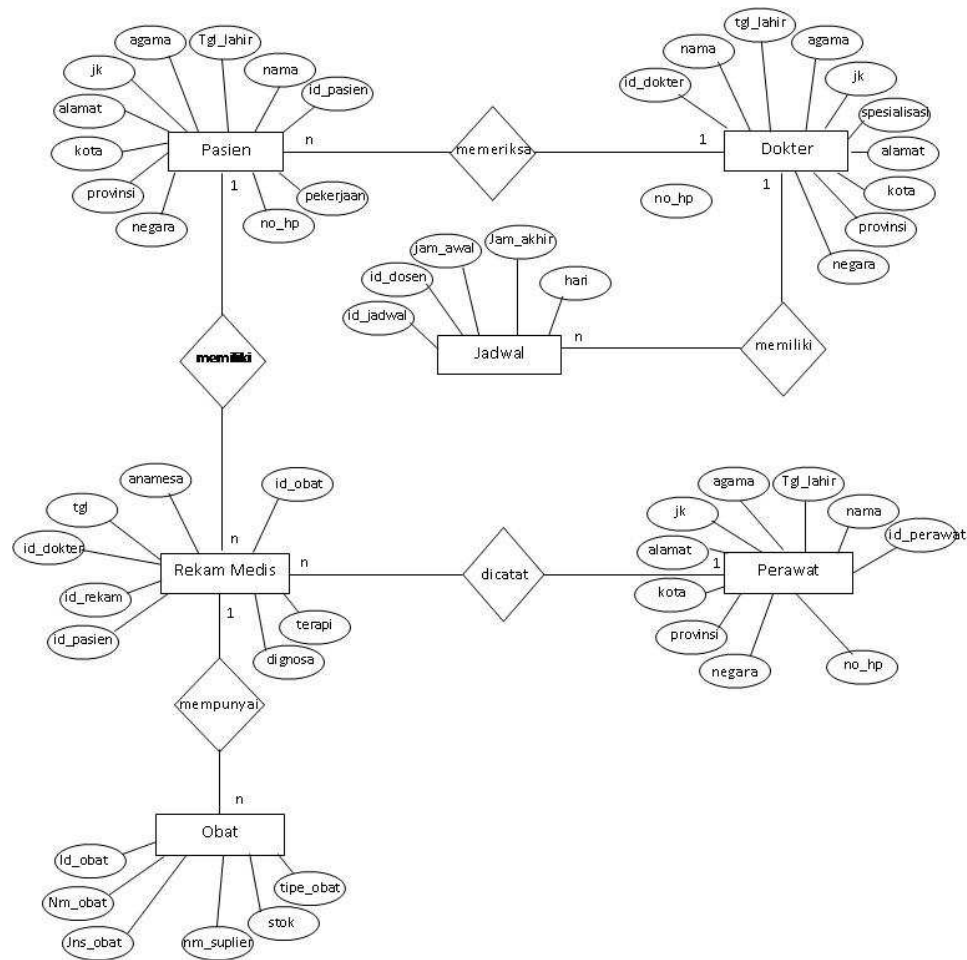 agama
Tgl_lahir
nama
jk
id_pasien
alamat
kota
provinsi
negara
no_hp
pekerjaan
Pasien
n
1
memeriksa
1
tgl_lahir
agama
nama
id_dokter
jk
spesialisasi
alamat
kota
provinsi
negara
Dokter
1
no_hp
Jam_akhir
jam_awal
id_dosen
hari
id_jadwal
Jadwal
n
memiliki
memiliki
anamesa
id_obat
tgl
id_dokter
id_rekam
id_pasien
n
Rekam Medis
n
1
terapi
dignosa
dicatat
agama
Tgl_lahir
jk
nama
id_perawat
alamat
1
Perawat
kota
provinsi
negara
no_hp
mempunyai
n
Obat
Id_obat
Nm_obat
Jns_obat
nm_suplier
stok
tipe_obat